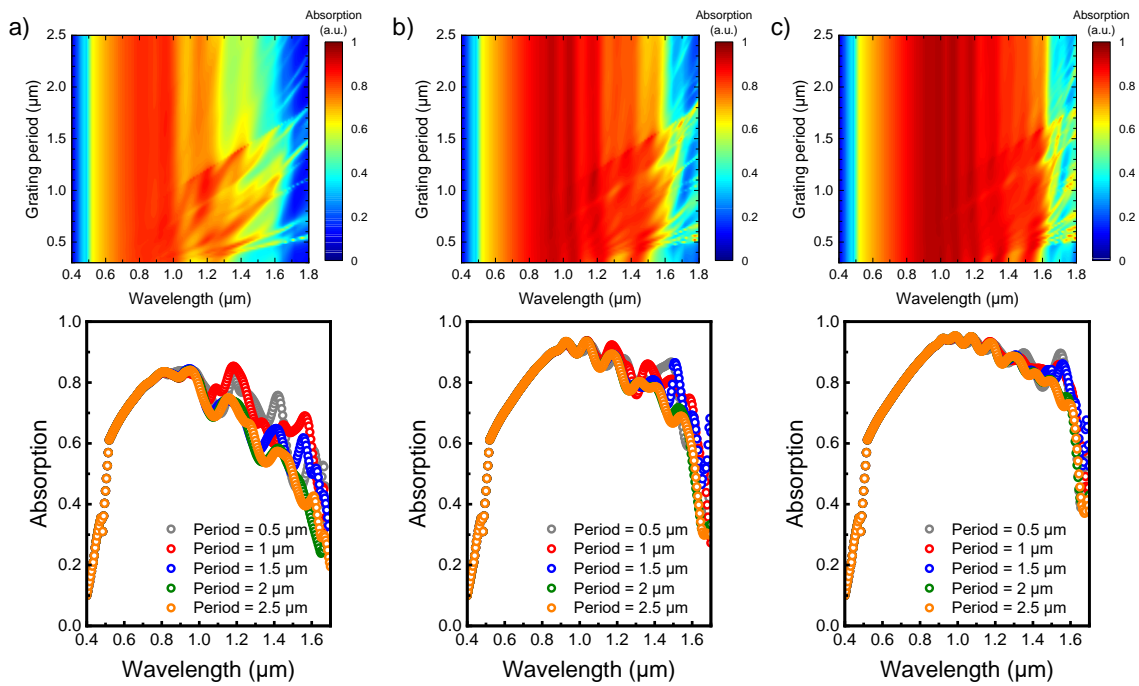 a)
Absorption
(a.u.)
2.5
2.0
1.5
1.0
0.5
Grating period (µm)
0.4 0.6 0.8 1.0 1.2 1.4 1.6 1.8
Wavelength (µm)
1
0.8
0.6
0.4
0.2
0
b)
Absorption
(a.u.)
2.5
2.0
1.5
1.0
0.5
Grating period (µm)
0.4 0.6 0.8 1.0 1.2 1.4 1.6 1.8
Wavelength (µm)
1
0.8
0.6
0.4
0.2
0
c)
Absorption
(a.u.)
2.5
2.0
1.5
1.0
0.5
Grating period (µm)
0.4 0.6 0.8 1.0 1.2 1.4 1.6 1.8
Wavelength (µm)
1
0.8
0.6
0.4
0.2
0
1.0
0.8
0.6
0.4
0.2
0.0
Absorption
Period = 0.5 µm
Period = 1 µm
Period = 1.5 µm
Period = 2 µm
Period = 2.5 µm
0.4 0.6 0.8 1.0 1.2 1.4 1.6
Wavelength (µm)
1.0
0.8
0.6
0.4
0.2
0.0
Absorption
Period = 0.5 µm
Period = 1 µm
Period = 1.5 µm
Period = 2 µm
Period = 2.5 µm
0.4 0.6 0.8 1.0 1.2 1.4 1.6
Wavelength (µm)
1.0
0.8
0.6
0.4
0.2
0.0
Absorption
Period = 0.5 µm
Period = 1 µm
Period = 1.5 µm
Period = 2 µm
Period = 2.5 µm
0.4 0.6 0.8 1.0 1.2 1.4 1.6
Wavelength (µm)